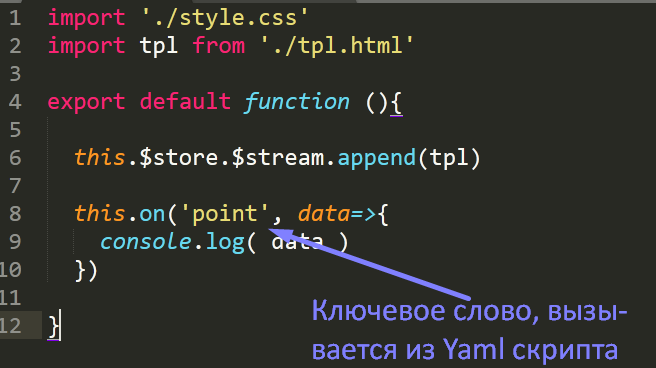 1 import './style.css'
2 import tpl from './tpl.html'
3
4 export default function (){
5
6 this.$store.$stream.append(tpl)
7
8 this.on('point', data=>{
9 console.log( data )
10 })
11
12 }
Ключевое слово, вызы-
вается из Yaml скрипта